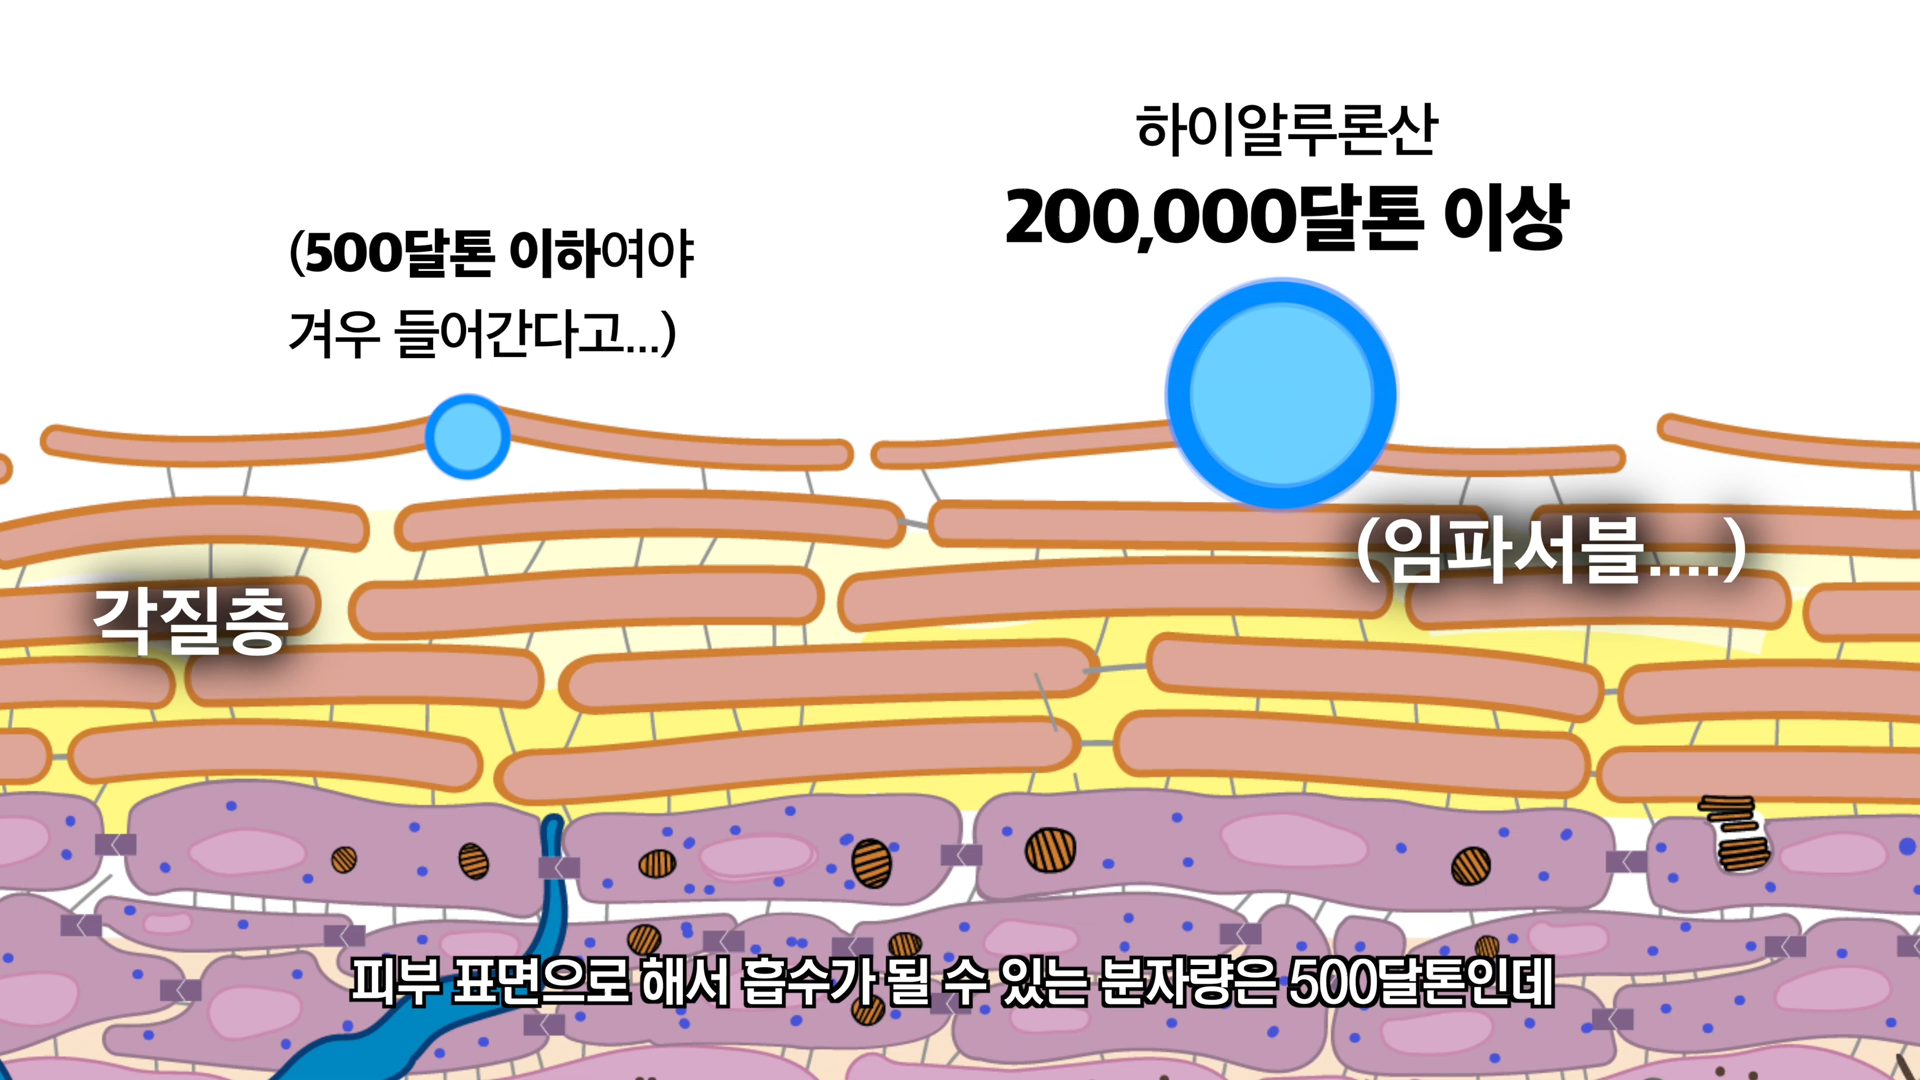 하이알루론산
200,000달톤 이상
(500달톤 이하여야
겨우 들어간다고...)
(임파서블....)
각질층
피부 표면으로 해서 흡수가 될 수 있는 분자량은 500달톤인데